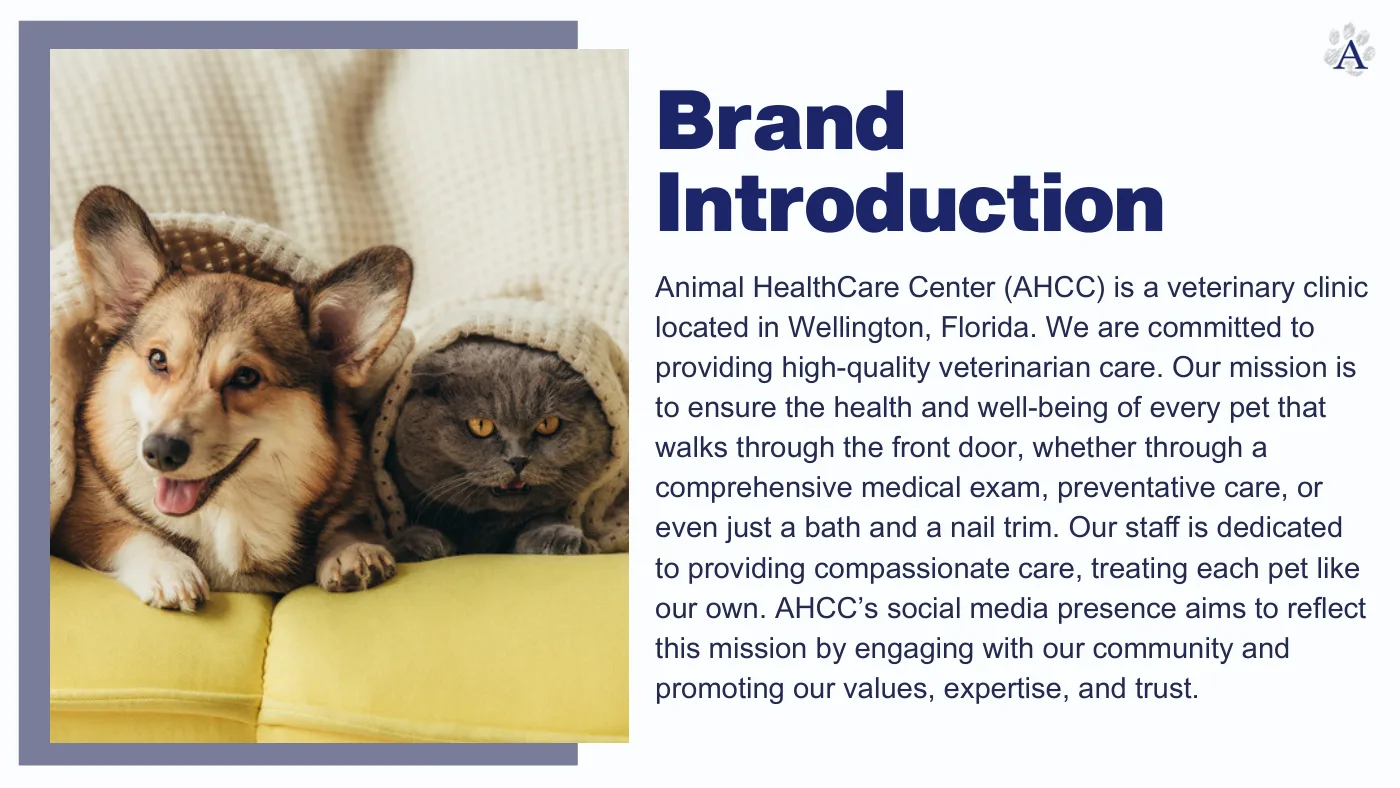 A
Brand
Introduction
Animal HealthCare Center (AHCC) is a veterinary clinic
located in Wellington, Florida. We are committed to
providing high-quality veterinarian care. Our mission is
to ensure the health and well-being of every pet that
walks through the front door, whether through a
comprehensive medical exam, preventative care, or
even just a bath and a nail trim. Our staff is dedicated
to providing compassionate care, treating each pet like
our own. AHCC’s social media presence aims to reflect
this mission by engaging with our community and
promoting our values, expertise, and trust.